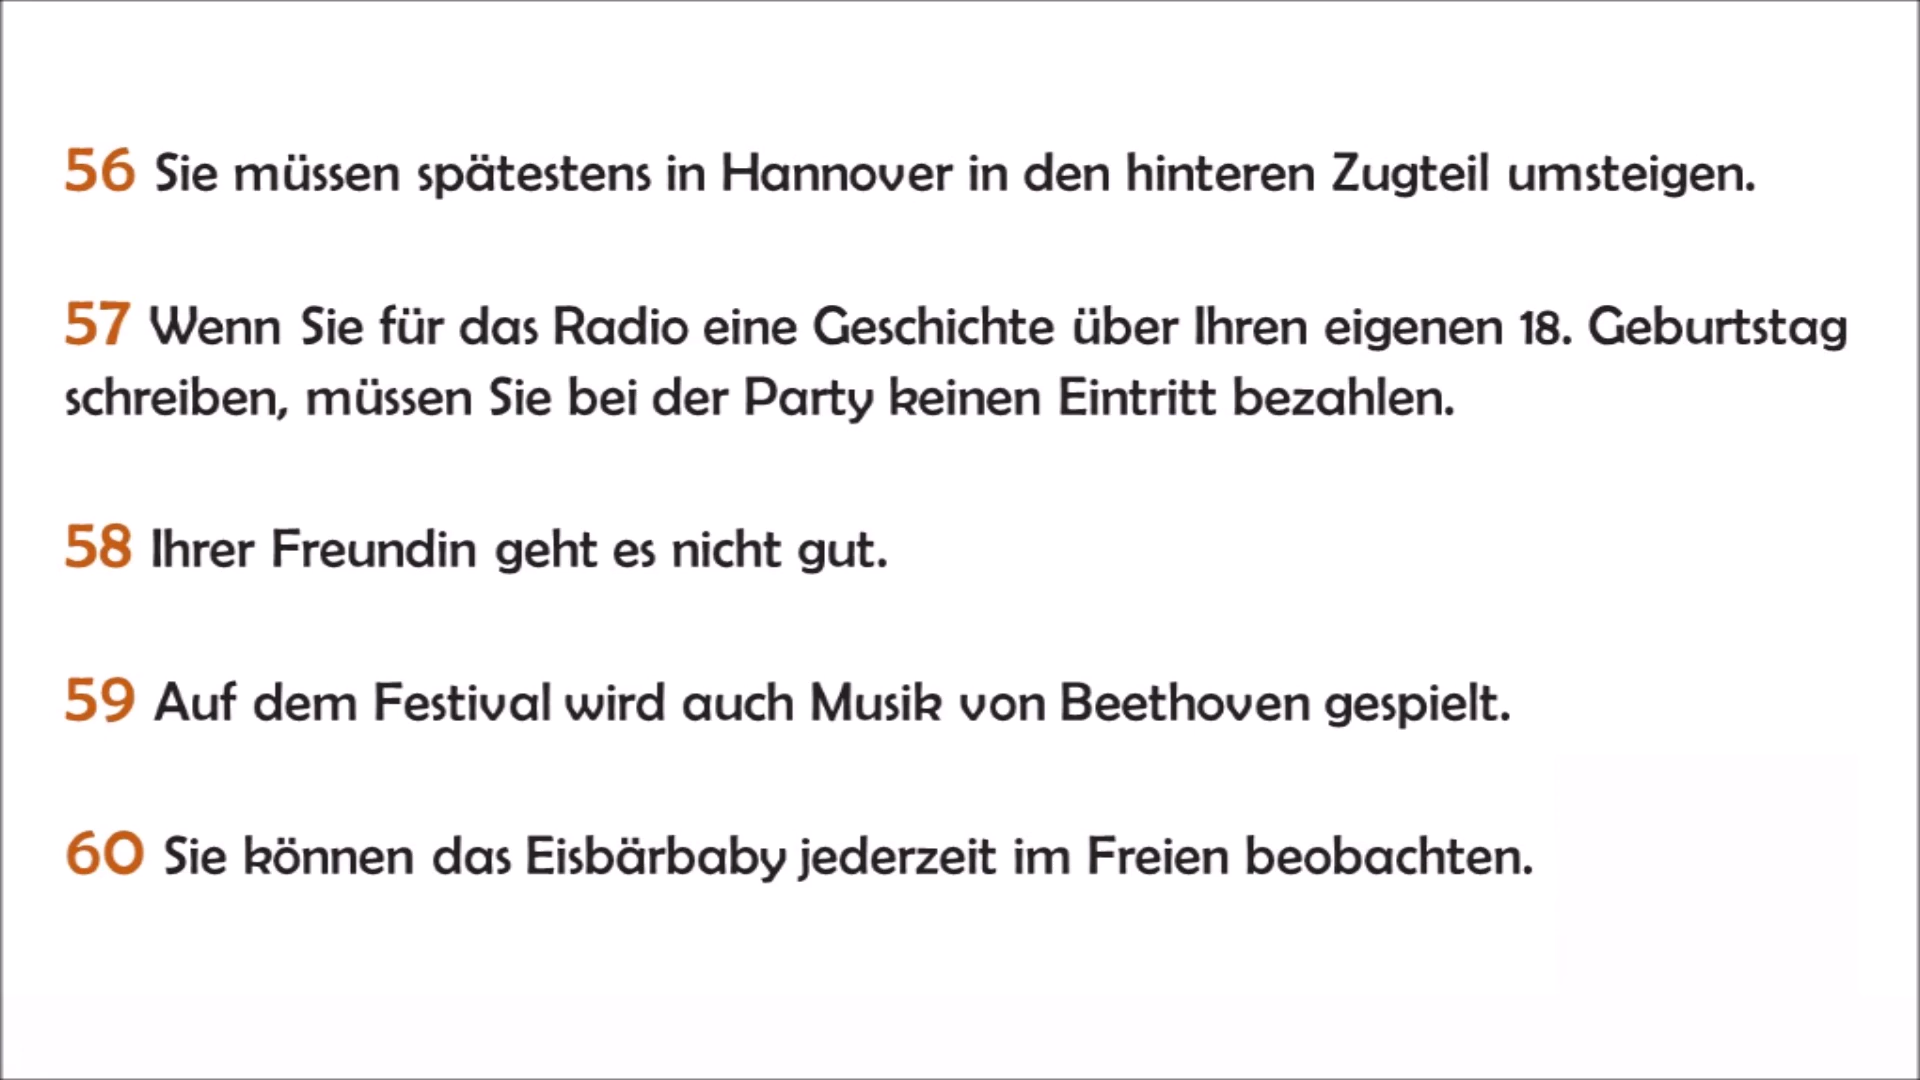 56 Sie müssen spätestens in Hannover in den hinteren Zugteil umsteigen.
57 Wenn Sie für das Radio eine Geschichte über Ihren eigenen 18. Geburtstag
schreiben, müssen Sie bei der Party keinen Eintritt bezahlen.
58 Ihrer Freundin geht es nicht gut.
59 Auf dem Festival wird auch Musik von Beethoven gespielt.
60 Sie können das Eisbärbaby jederzeit im Freien beobachten.